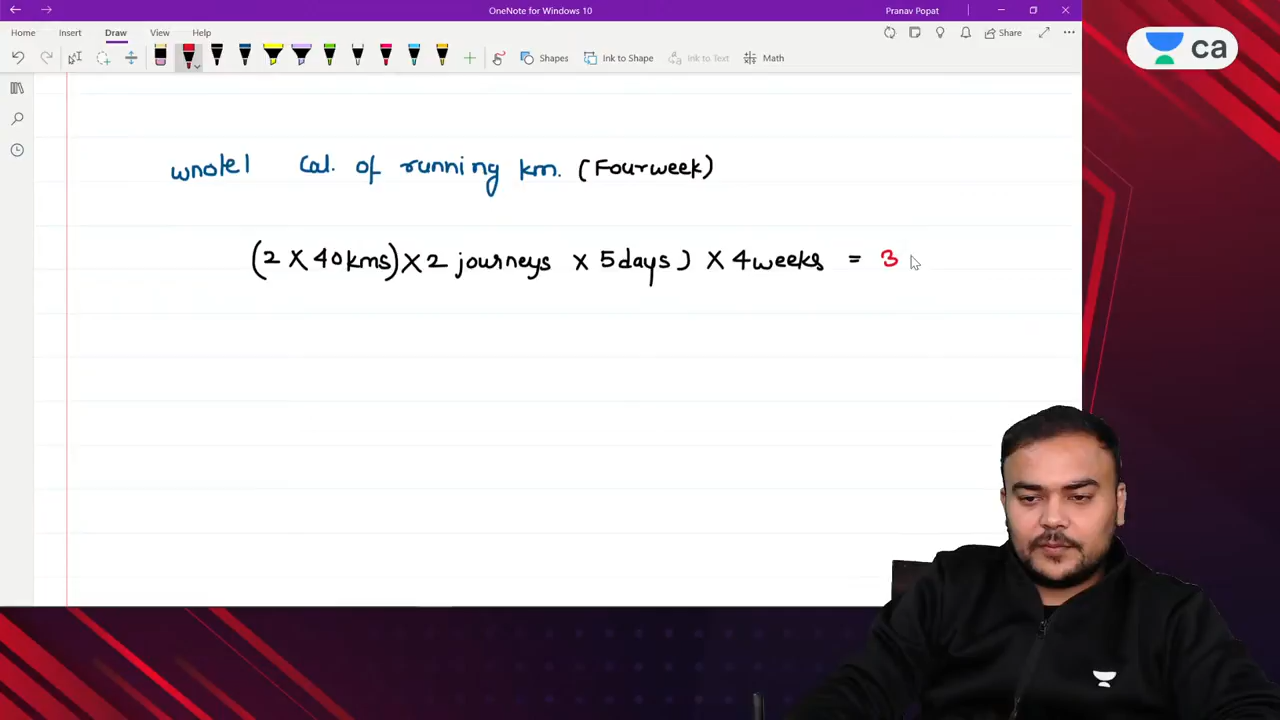 OneNote for Windows 10
Pranav Popat
Home Insert Draw View Help
Share
Shapes Ink to Shape Ink to Text Math
ca
wnote1 Cal. of running km. (Fourweek)
(2 X 40kms) X 2 journeys X 5days) X 4weeks = 3